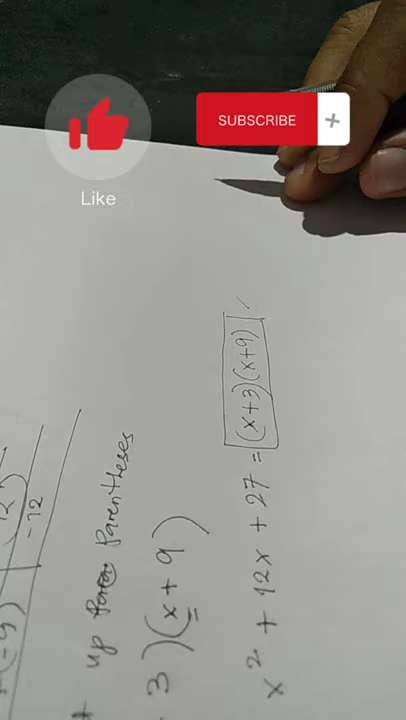 Like
SUBSCRIBE
-12
up Parentheses
3)(x+9)
x² + 12x + 27 = (x+3)(x+9)